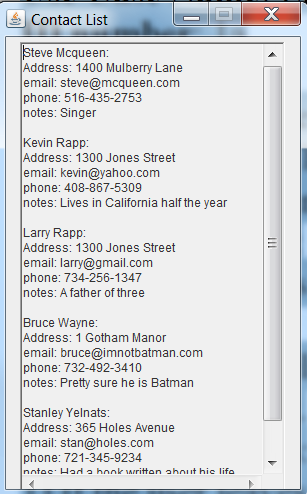 Contact List
Steve Mcqueen:
Address: 1400 Mulberry Lane
email: steve@mcqueen.com
phone: 516-435-2753
notes: Singer
Kevin Rapp:
Address: 1300 Jones Street
email: kevin@yahoo.com
phone: 408-867-5309
notes: Lives in California half the year
Larry Rapp:
Address: 1300 Jones Street
email: larry@gmail.com
phone: 734-256-1347
notes: A father of three
Bruce Wayne:
Address: 1 Gotham Manor
email: bruce@imnotbatman.com
phone: 732-492-3410
notes: Pretty sure he is Batman
Stanley Yelnats:
Address: 365 Holes Avenue
email: stan@holes.com
phone: 721-345-9234
notes: Had a book written about his life